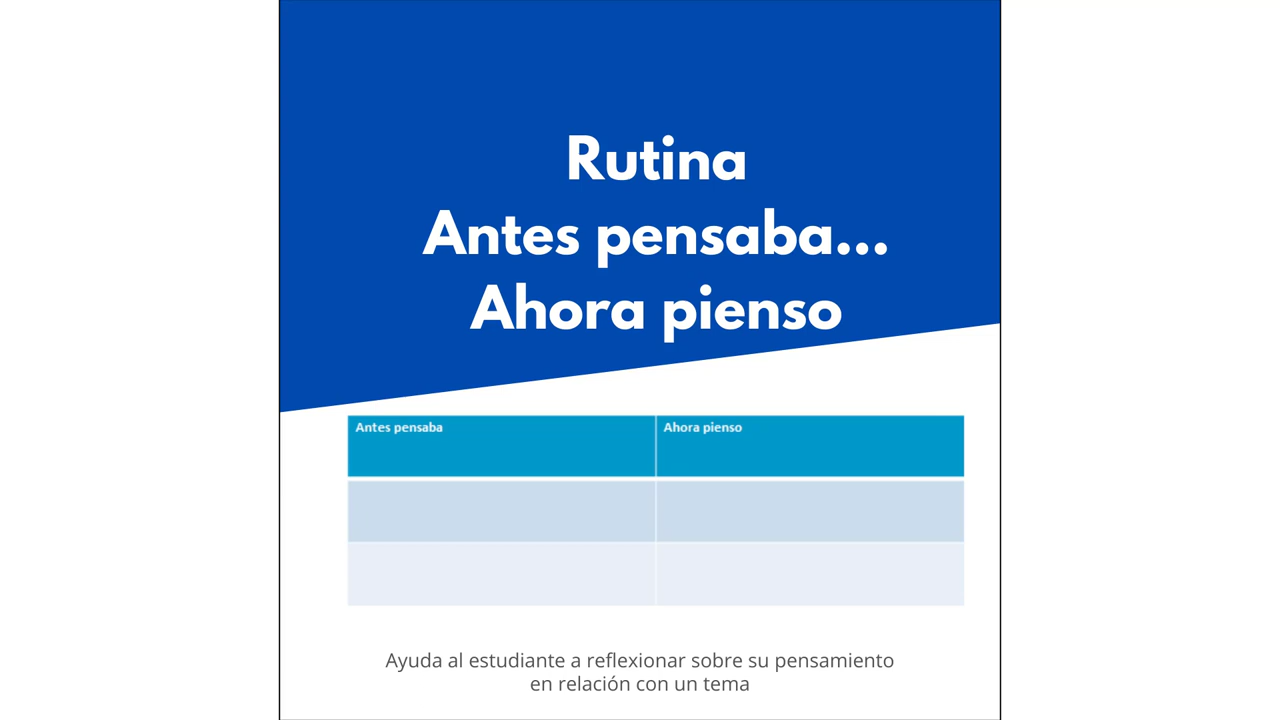 Rutina
Antes pensaba...
Ahora pienso
Antes pensaba
Ahora pienso
Ayuda al estudiante a reflexionar sobre su pensamiento
en relación con un tema